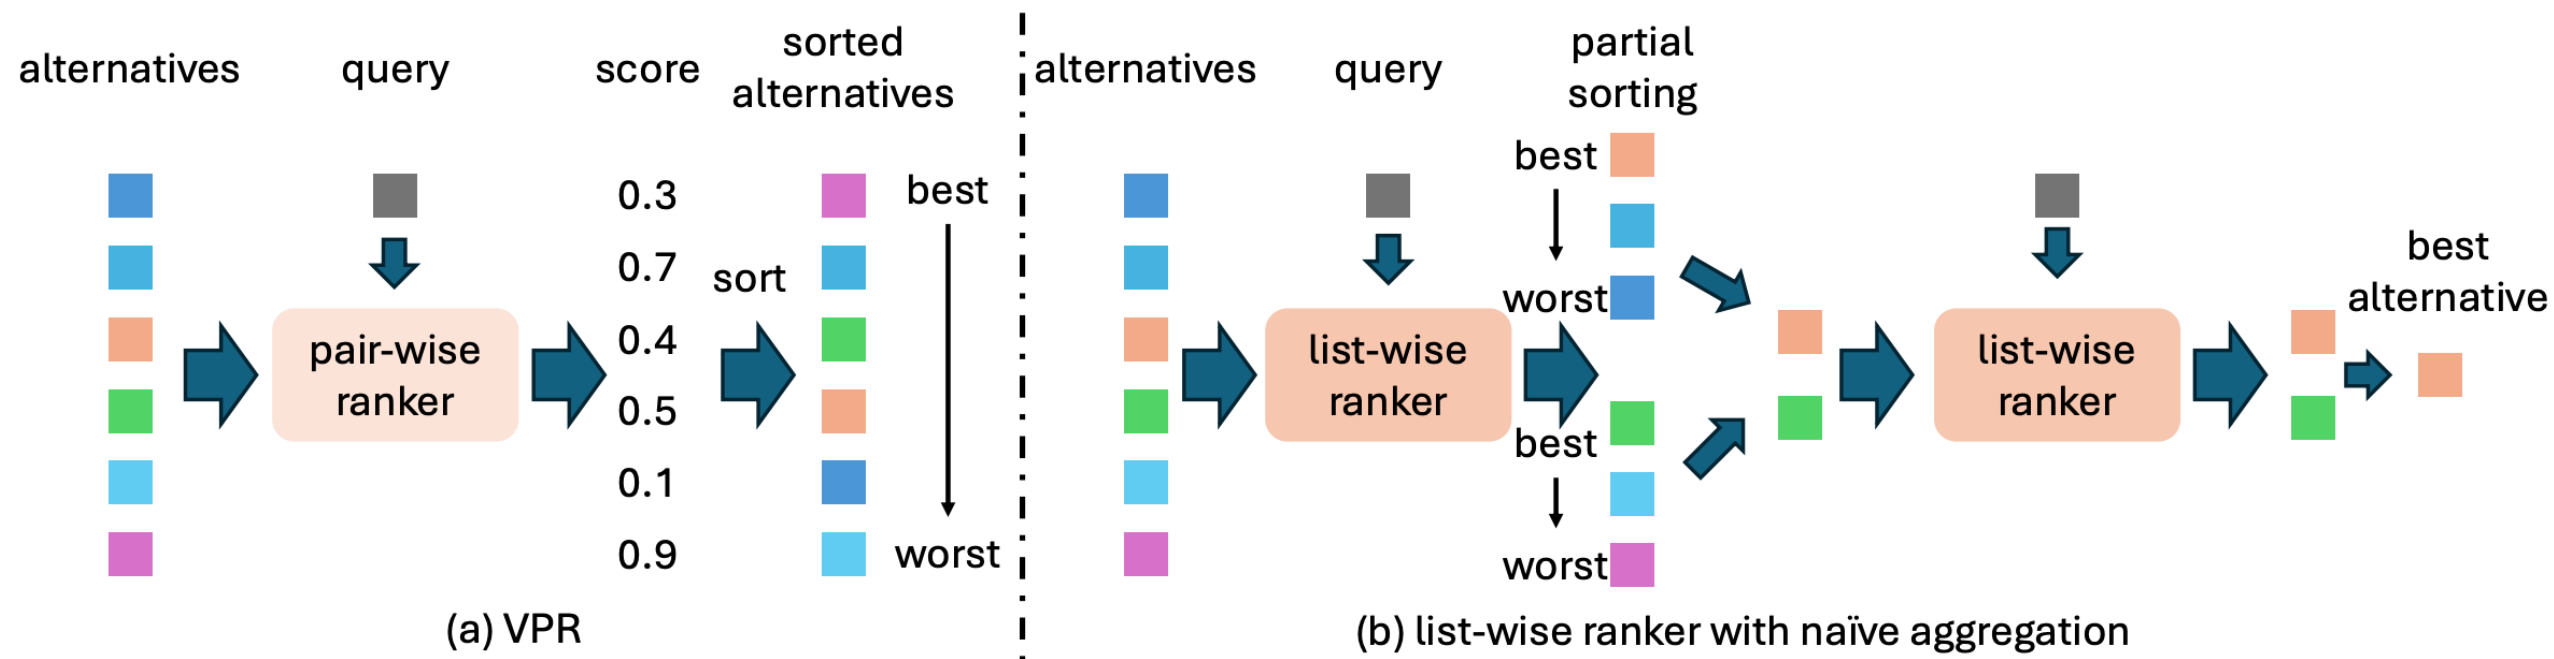 alternatives
query
score
sorted
alternatives
0.3
0.7
0.4
0.5
0.1
0.9
sort
pair-wise
ranker
best
worst
(a) VPR
alternatives
query
partial
sorting
best
worst
list-wise
ranker
best
worst
list-wise
ranker
best
alternative
(b) list-wise ranker with naïve aggregation